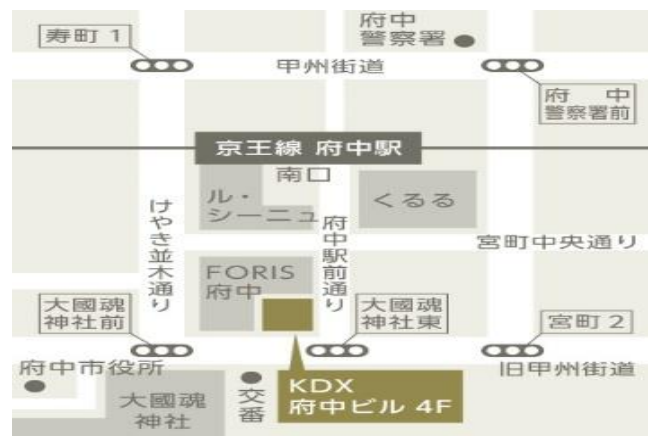 府中
警察署
寿町 1
甲州街道
府 中
警察署前
京王線 府中駅
南口
ル・
シーニュ
くるる
けやき並木通り
府中駅前通り
宮町中央通り
FORIS
府中
大國魂
神社前
大國魂
神社東
宮町 2
府中市役所
旧甲州街道
大國魂
神社
交番
KDX
府中ビル 4F